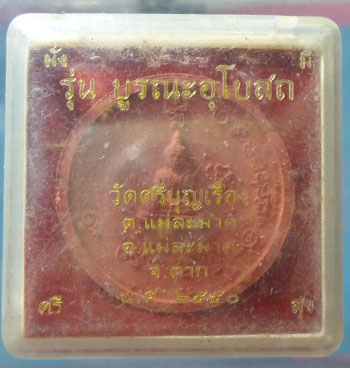 มั่ง มี
รุ่น บูรณะอุโบสถ
วัดศรีบุญเรือง
ต.แม่ละมาด
อ.แม่ละมาด
จ.ตาก
ศรี พ.ศ ๒๕๔๐ สุข